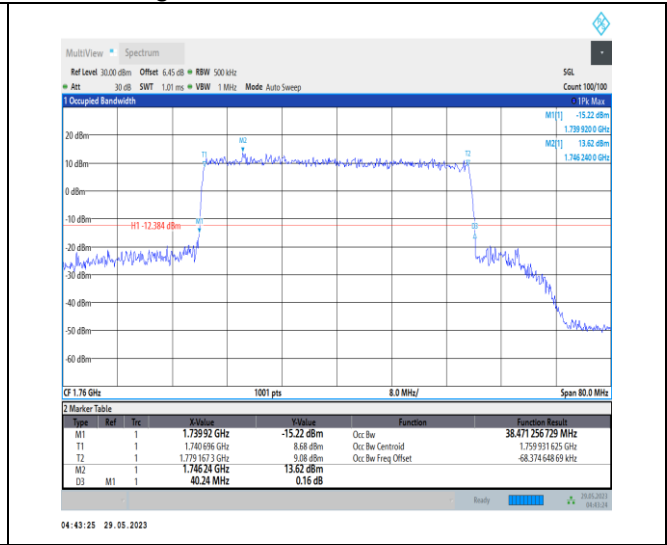 MultiView Spectrum
Ref Level 30.00 dBm Offset 6.45 dB RBW 500 kHz SGL
Att 30 dB SWT 1.01 ms VBW 1 MHz Mode Auto Sweep Count 100/100
1 Occupied Bandwidth 1Pk Max
M1[1] -15.22 dBm
1.739 920 0 GHz
M2[1] 13.62 dBm
1.746 240 0 GHz
20 dBm
M2
T1
T2
10 dBm
0 dBm
-10 dBm
H1 -12.384 dBm
M1
D3
-20 dBm
-30 dBm
-40 dBm
-50 dBm
-60 dBm
CF 1.76 GHz 1001 pts 8.0 MHz/ Span 80.0 MHz
2 Marker Table
Type Ref Trc X-Value Y-Value Function Function Result
M1 1 1.739 92 GHz -15.22 dBm Occ Bw 38.471 256 729 MHz
T1 1 1.740 696 GHz 8.68 dBm Occ Bw Centroid 1.759 931 625 GHz
T2 1 1.779 167 3 GHz 9.08 dBm Occ Bw Freq Offset -68.374 648 69 kHz
M2 1 1.746 24 GHz 13.62 dBm
D3 M1 1 40.24 MHz 0.16 dB
Ready 29.05.2023
04:43:24
04:43:25 29.05.2023